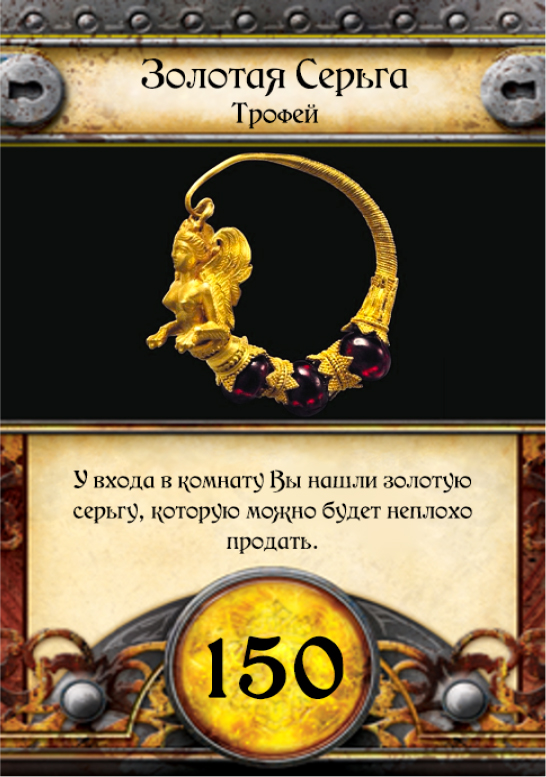 Золотая Серьга
Трофей
У входа в комнату Вы нашли золотую
серьгу, которую можно будет неплохо
продать.
150